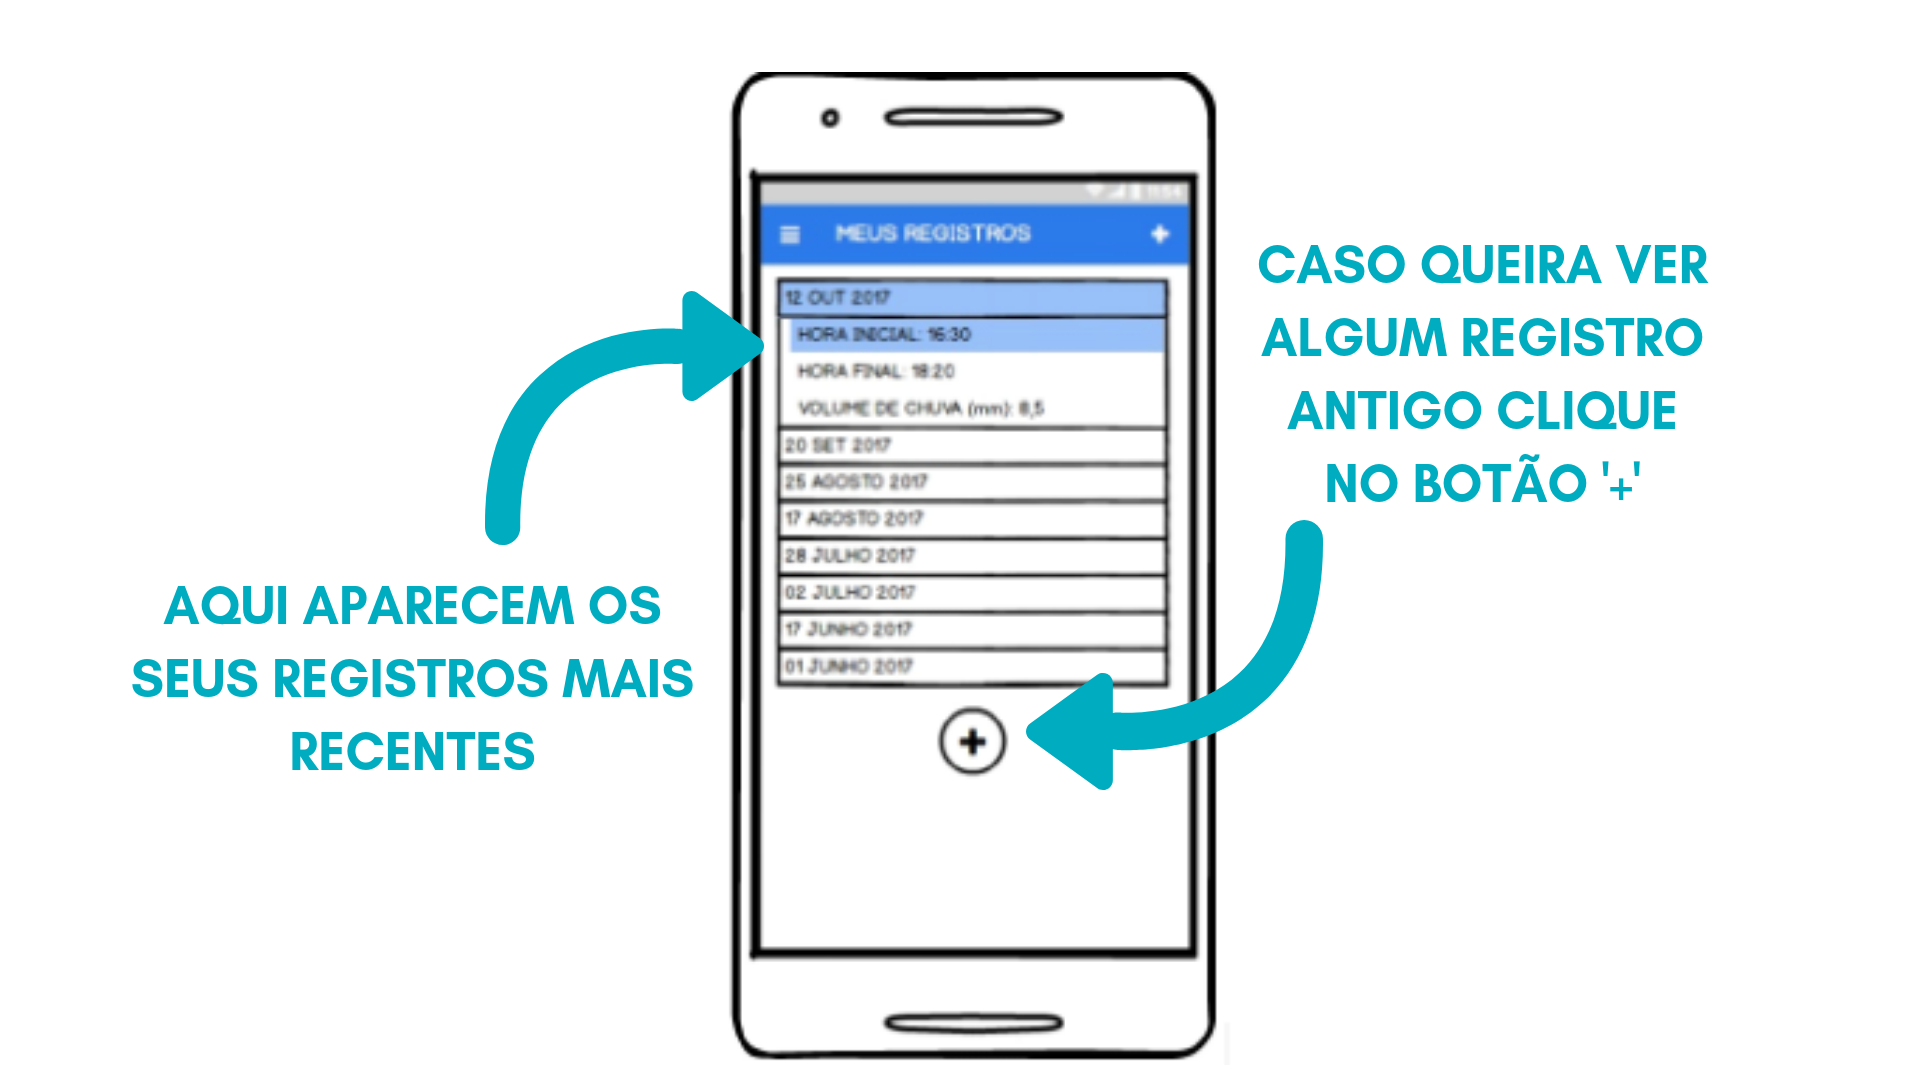 MEUS REGISTROS
12 OUT 2017
HORA INICIAL: 16:30
HORA FINAL: 18:20
VOLUME DE CHUVA (mm): 8,5
20 SET 2017
25 AGOSTO 2017
17 AGOSTO 2017
28 JULHO 2017
02 JULHO 2017
17 JUNHO 2017
01 JUNHO 2017
AQUI APARECEM OS
SEUS REGISTROS MAIS
RECENTES
CASO QUEIRA VER
ALGUM REGISTRO
ANTIGO CLIQUE
NO BOTÃO '+'